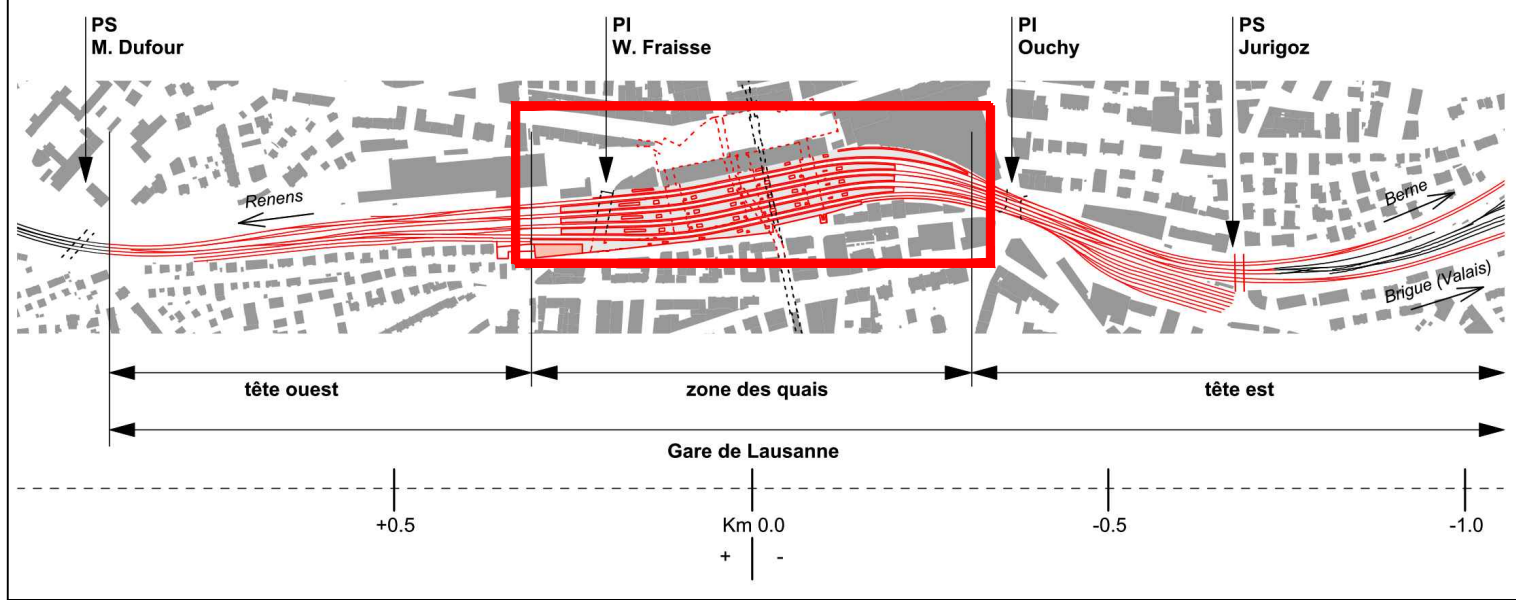 PS
M. Dufour
PI
W. Fraisse
PI
Ouchy
PS
Jurigoz
Renens
Berne
Brigue (Valais)
tête ouest
zone des quais
tête est
Gare de Lausanne
+0.5
Km 0.0
-0.5
-1.0
+ -